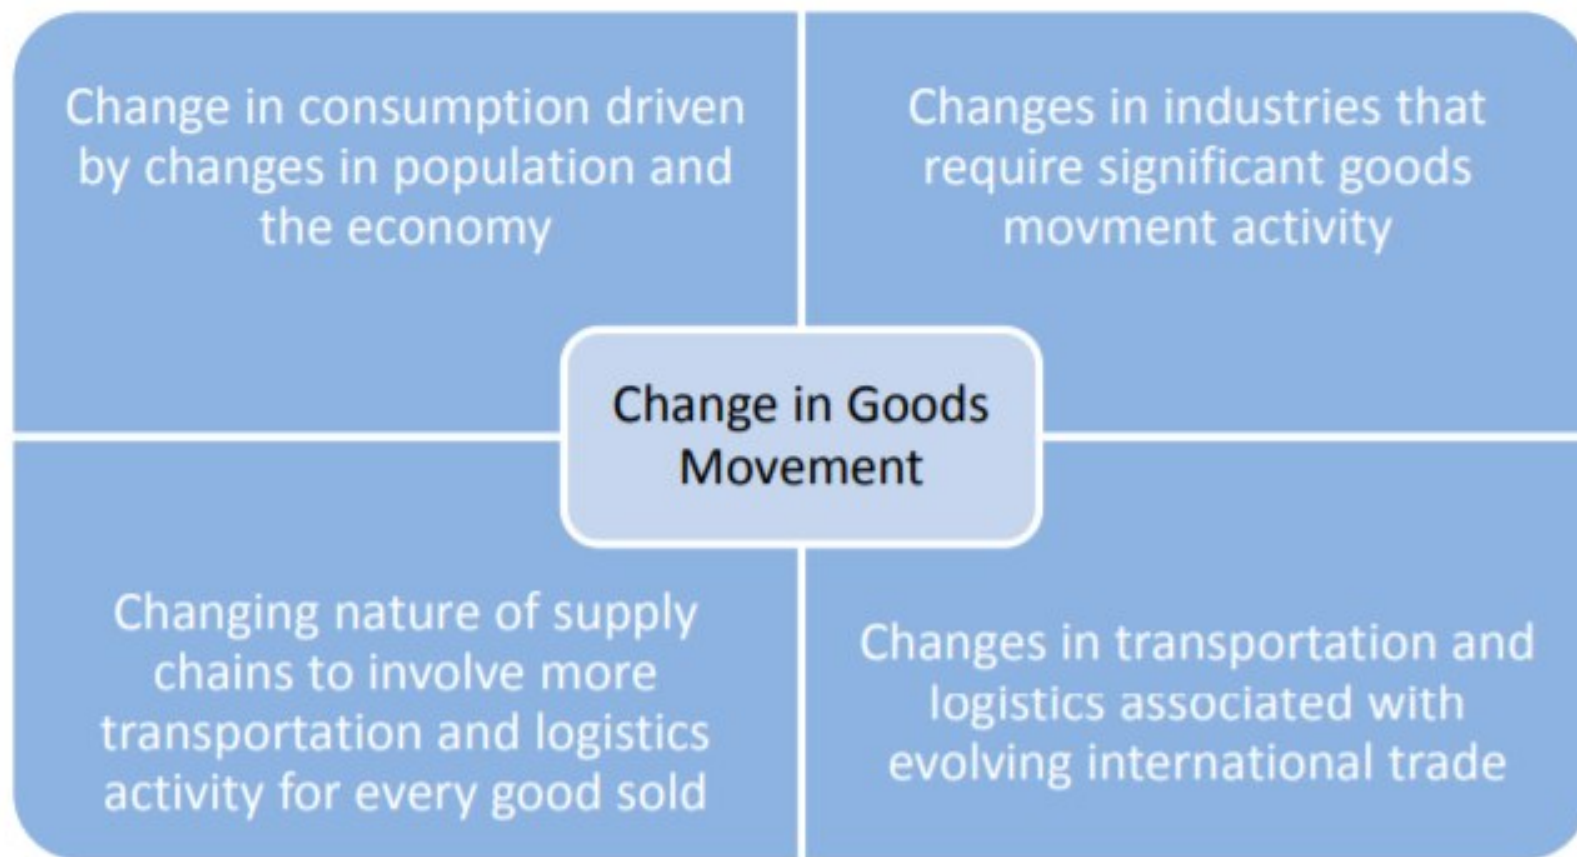 Change in consumption driven
by changes in population and
the economy
Changes in industries that
require significant goods
movment activity
Change in Goods
Movement
Changing nature of supply
chains to involve more
transportation and logistics
activity for every good sold
Changes in transportation and
logistics associated with
evolving international trade